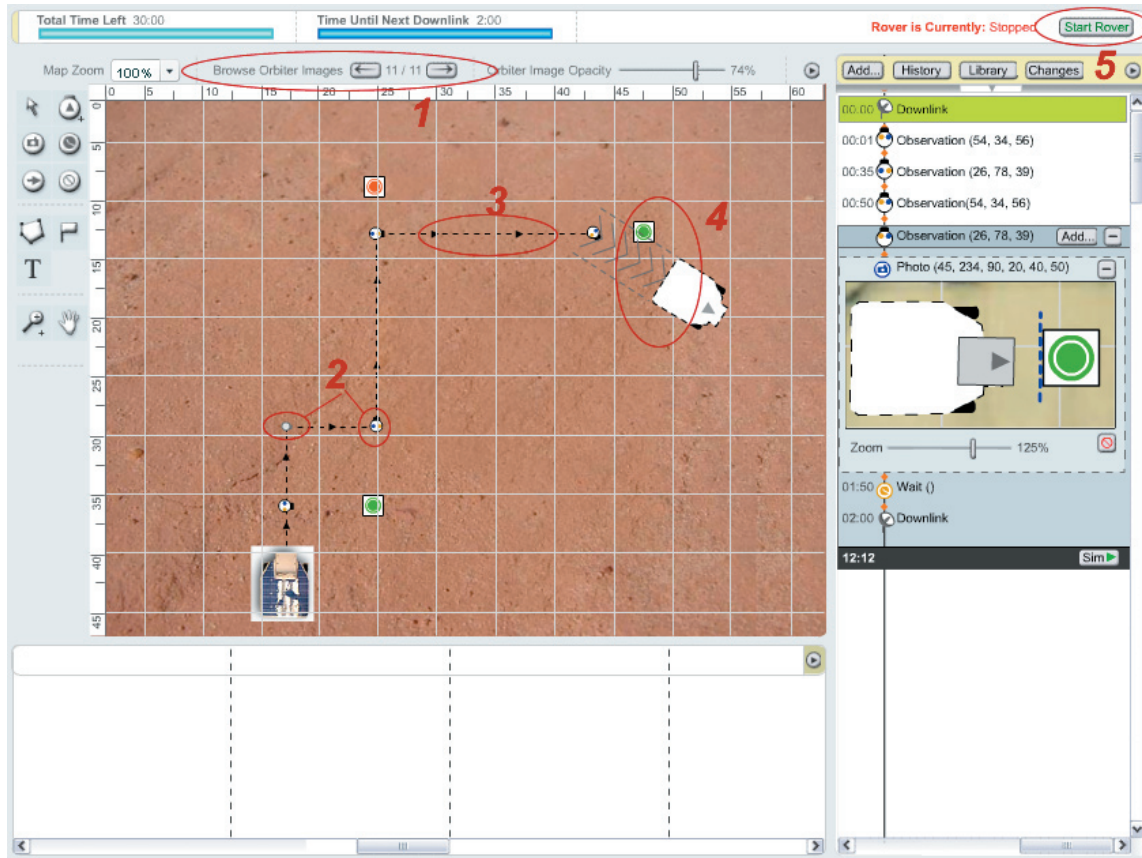 Total Time Left 30:00
Time Until Next Downlink 2:00
Rover is Currently: Stopped
Start Rover
Map Zoom 100%
Browse Orbiter Images 11 / 11
Orbiter Image Opacity 74%
Add... History Library Changes 5
1
0 5 10 15 20 25 30 35 40 45 50 55 60
0
5
10
15
20
25
30
35
40
45
T
3
4
2
00.00 Downlink
00:01 Observation (54, 34, 56)
00:35 Observation (26, 78, 39)
00:50 Observation(54, 34, 56)
Observation (26, 78, 39) Add...
Photo (45, 234, 90, 20, 40, 50)
Zoom 125%
01:50 Wait ()
02:00 Downlink
12:12 Sim